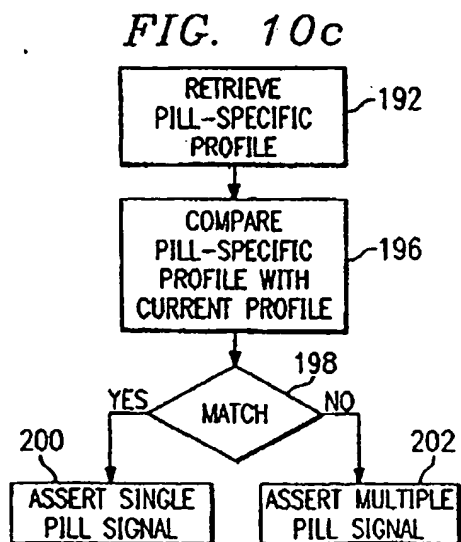 FIG. 10c
RETRIEVE
PILL-SPECIFIC
PROFILE
192
COMPARE
PILL-SPECIFIC
PROFILE WITH
CURRENT PROFILE
196
198
YES
MATCH
NO
200
202
ASSERT SINGLE
PILL SIGNAL
ASSERT MULTIPLE
PILL SIGNAL